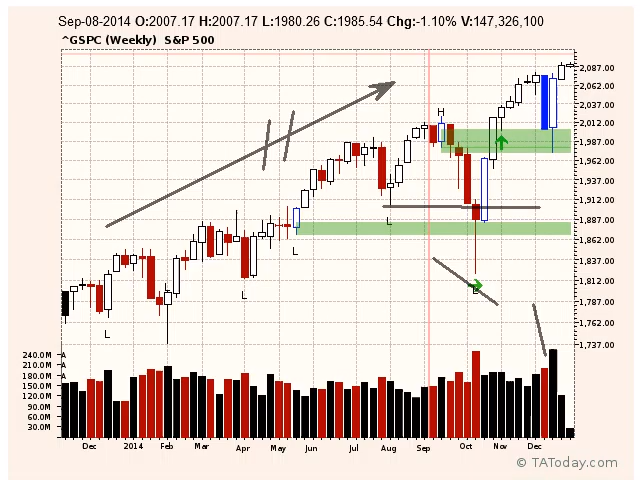 Sep-08-2014 O:2007.17 H:2007.17 L:1980.26 C:1985.54 Chg:-1.10% V:147,326,100
^GSPC (Weekly) S&P 500
2,087.00
2,062.00
2,037.00
2,012.00
1,987.00
1,962.00
1,937.00
1,912.00
1,887.00
1,862.00
1,837.00
1,812.00
1,787.00
1,762.00
1,737.00
H
L
L
L
L
L
L
240.0M A
210.0M A
180.0M A
150.0M A
120.0M A
90.0M
60.0M
30.0M
Dec 2014 Feb Mar Apr May Jun Jul Aug Sep Oct Nov Dec
© TAToday.com